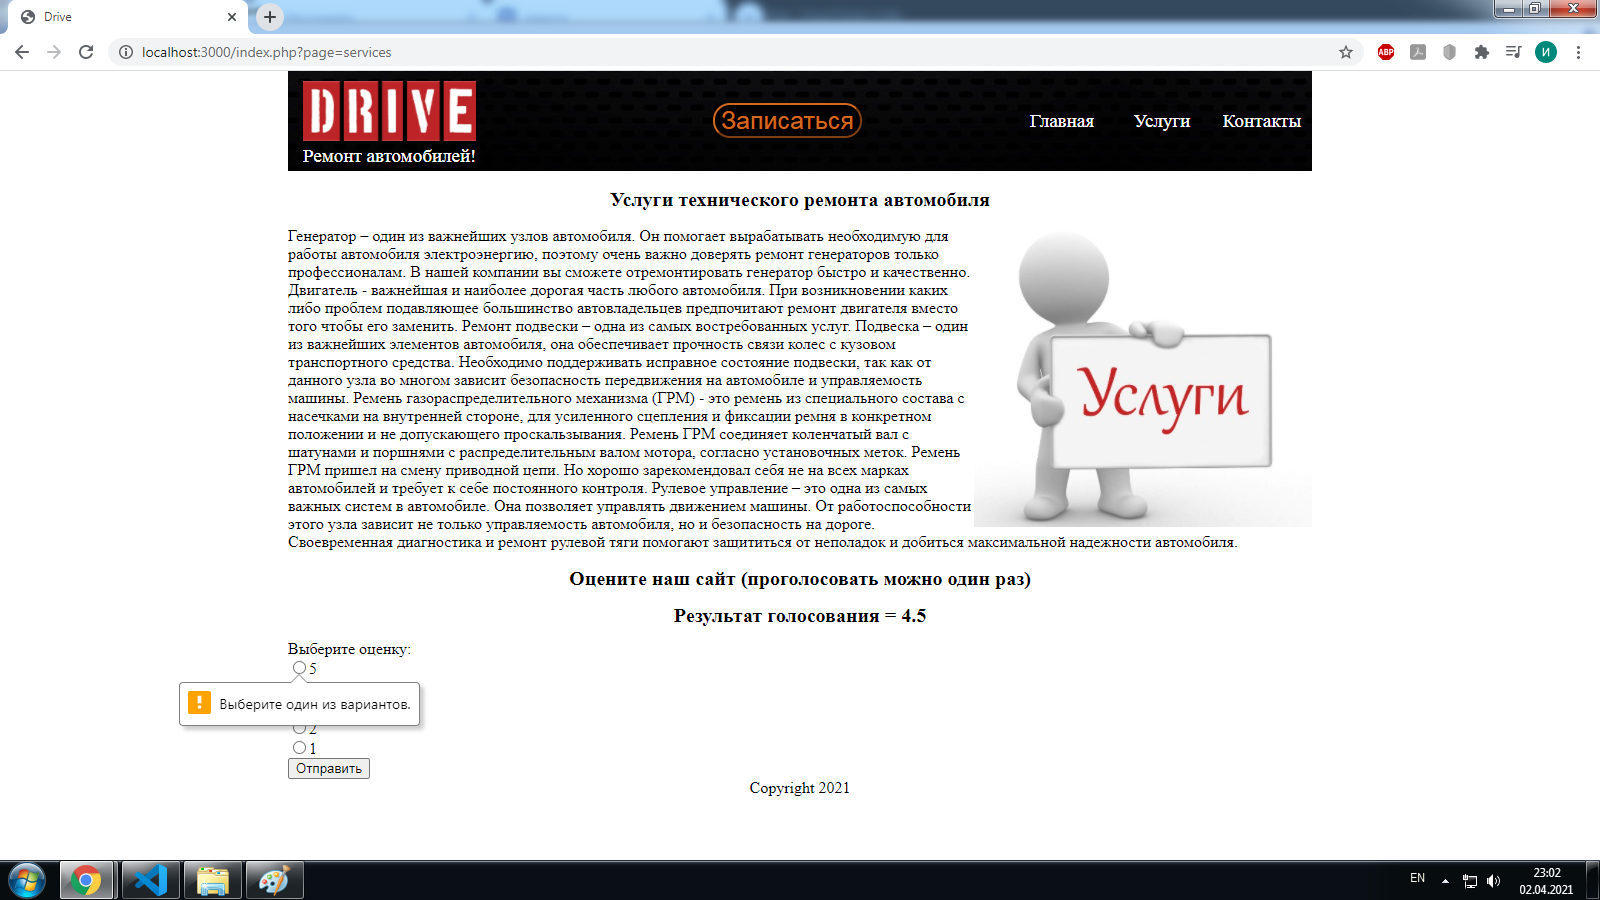 Drive
localhost:3000/index.php?page=services
ABP
И
DRIVE
Ремонт автомобилей!
Записаться
Главная
Услуги
Контакты
Услуги технического ремонта автомобиля
Генератор – один из важнейших узлов автомобиля. Он помогает вырабатывать необходимую для
работы автомобиля электроэнергию, поэтому очень важно доверять ремонт генераторов только
профессионалам. В нашей компании вы сможете отремонтировать генератор быстро и качественно.
Двигатель - важнейшая и наиболее дорогая часть любого автомобиля. При возникновении каких
либо проблем подавляющее большинство автовладельцев предпочитают ремонт двигателя вместо
того чтобы его заменить. Ремонт подвески – одна из самых востребованных услуг. Подвеска – один
из важнейших элементов автомобиля, она обеспечивает прочность связи колес с кузовом
транспортного средства. Необходимо поддерживать исправное состояние подвески, так как от
данного узла во многом зависит безопасность передвижения на автомобиле и управляемость
машины. Ремень газораспределительного механизма (ГРМ) - это ремень из специального состава с
насечками на внутренней стороне, для усиленного сцепления и фиксации ремня в конкретном
положении и не допускающего проскальзывания. Ремень ГРМ соединяет коленчатый вал с
шатунами и поршнями с распределительным валом мотора, согласно установочных меток. Ремень
ГРМ пришел на смену приводной цепи. Но хорошо зарекомендовал себя не на всех марках
автомобилей и требует к себе постоянного контроля. Рулевое управление – это одна из самых
важных систем в автомобиле. Она позволяет управлять движением машины. От работоспособности
этого узла зависит не только управляемость автомобиля, но и безопасность на дороге.
Своевременная диагностика и ремонт рулевой тяги помогают защититься от неполадок и добиться максимальной надежности автомобиля.
Услуги
Оцените наш сайт (проголосовать можно один раз)
Результат голосования = 4.5
Выберите оценку:
5
Выберите один из вариантов.
2
1
Отправить
Copyright 2021
EN
23:02
02.04.2021